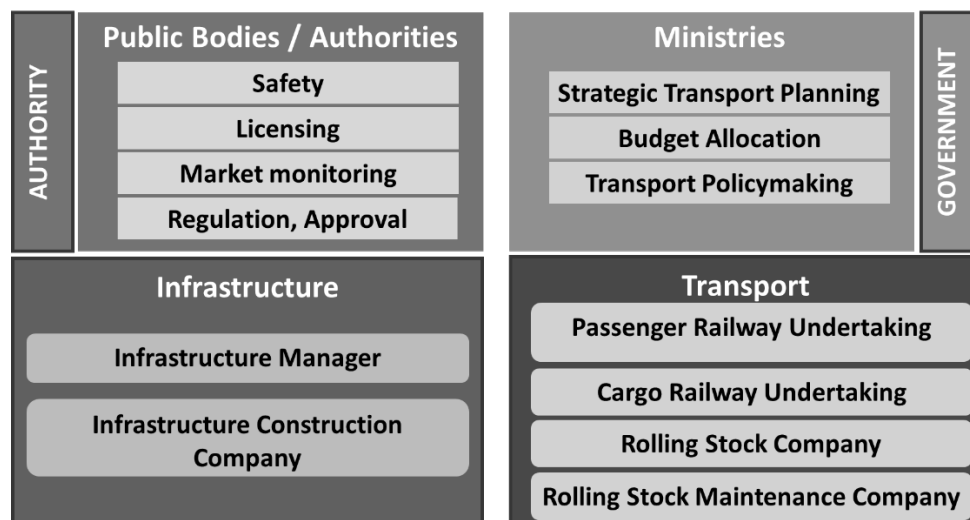 AUTHORITY
Public Bodies / Authorities
Safety
Licensing
Market monitoring
Regulation, Approval
Ministries
Strategic Transport Planning
Budget Allocation
Transport Policymaking
GOVERNMENT
Infrastructure
Infrastructure Manager
Infrastructure Construction
Company
Transport
Passenger Railway Undertaking
Cargo Railway Undertaking
Rolling Stock Company
Rolling Stock Maintenance Company